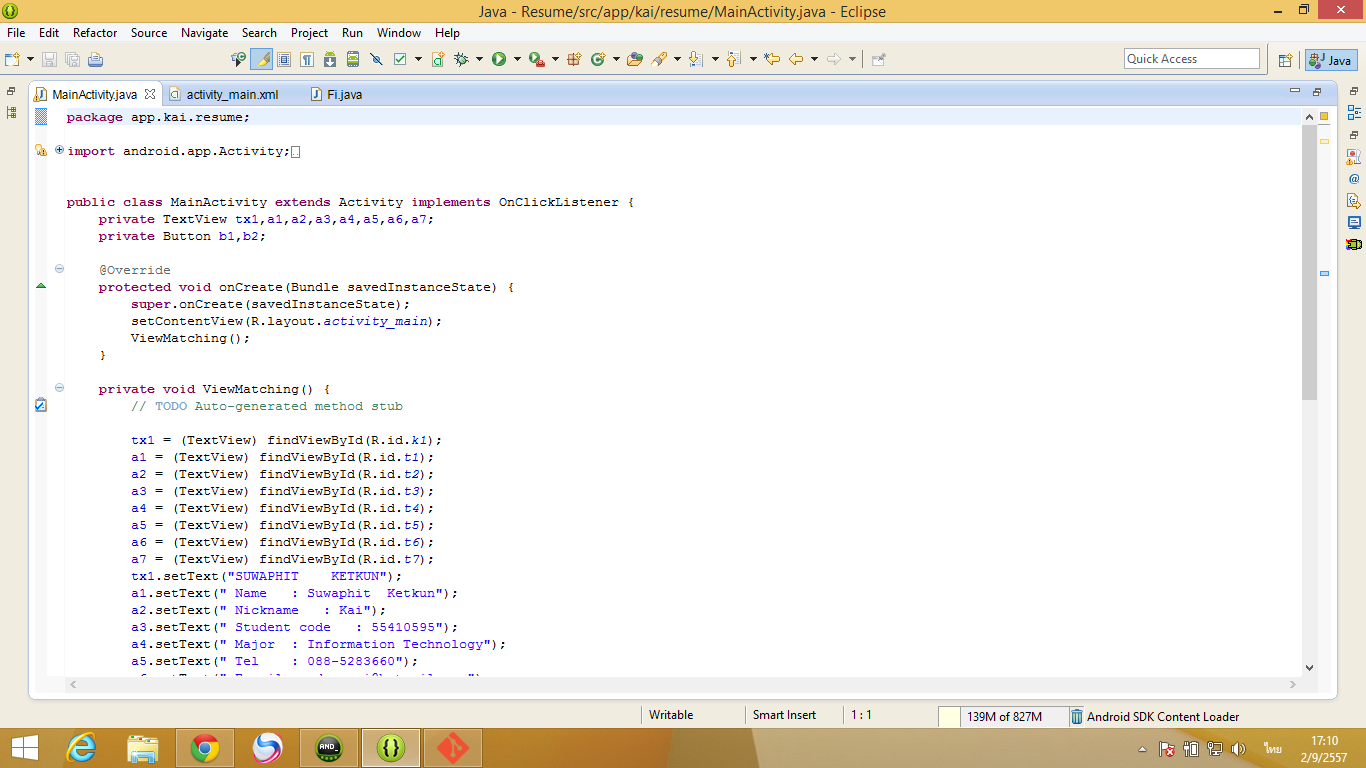 Java - Resume/src/app/kai/resume/MainActivity.java - Eclipse
File Edit Refactor Source Navigate Search Project Run Window Help
Quick Access
Java
MainActivity.java activity_main.xml Fi.java
package app.kai.resume;
import android.app.Activity;
public class MainActivity extends Activity implements OnClickListener {
private TextView tx1,a1,a2,a3,a4,a5,a6,a7;
private Button b1,b2;
@Override
protected void onCreate(Bundle savedInstanceState) {
super.onCreate(savedInstanceState);
setContentView(R.layout.activity_main);
ViewMatching();
}
private void ViewMatching() {
// TODO Auto-generated method stub
tx1 = (TextView) findViewById(R.id.k1);
a1 = (TextView) findViewById(R.id.t1);
a2 = (TextView) findViewById(R.id.t2);
a3 = (TextView) findViewById(R.id.t3);
a4 = (TextView) findViewById(R.id.t4);
a5 = (TextView) findViewById(R.id.t5);
a6 = (TextView) findViewById(R.id.t6);
a7 = (TextView) findViewById(R.id.t7);
tx1.setText("SUWAPHIT    KETKUN");
a1.setText(" Name   : Suwaphit  Ketkun");
a2.setText(" Nickname   : Kai");
a3.setText(" Student code   : 55410595");
a4.setText(" Major  : Information Technology");
a5.setText(" Tel    : 088-5283660");
Writable Smart Insert 1 : 1 139M of 827M Android SDK Content Loader
AND_
ไทย
17:10
2/9/2557